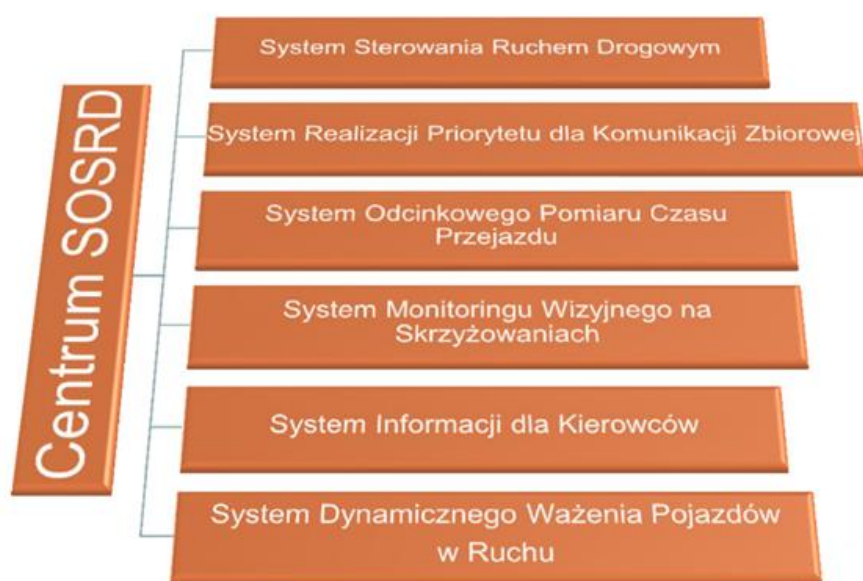 Centrum SOSRD
System Sterowania Ruchem Drogowym
System Realizacji Priorytetu dla Komunikacji Zbiorowej
System Odcinkowego Pomiaru Czasu
Przejazdu
System Monitoringu Wizyjnego na
Skrzyżowaniach
System Informacji dla Kierowców
System Dynamicznego Ważenia Pojazdów
w Ruchu